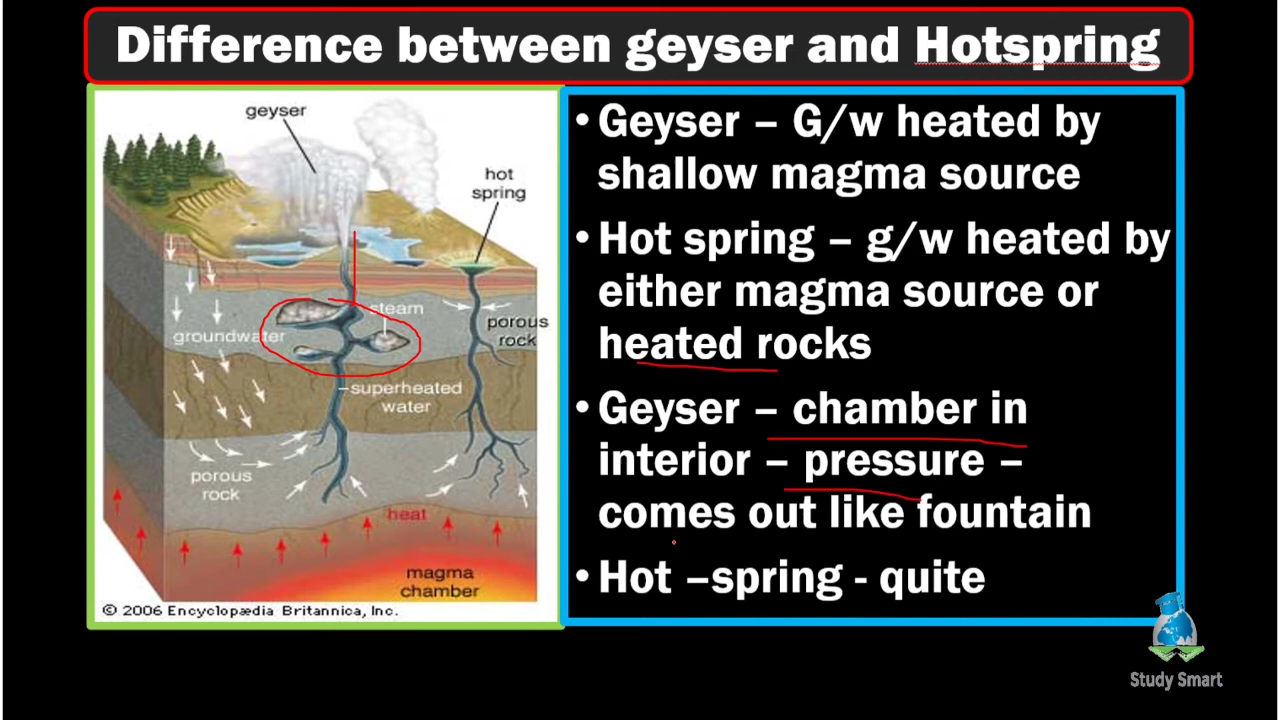 Difference between geyser and Hotspring
geyser
hot
spring
steam
porous
rock
groundwater
superheated
water
porous
rock
heat
magma
chamber
© 2006 Encyclopædia Britannica, Inc.
• Geyser – G/w heated by
shallow magma source
• Hot spring – g/w heated by
either magma source or
heated rocks
• Geyser – chamber in
interior – pressure –
comes out like fountain
• Hot –spring - quite
Study Smart